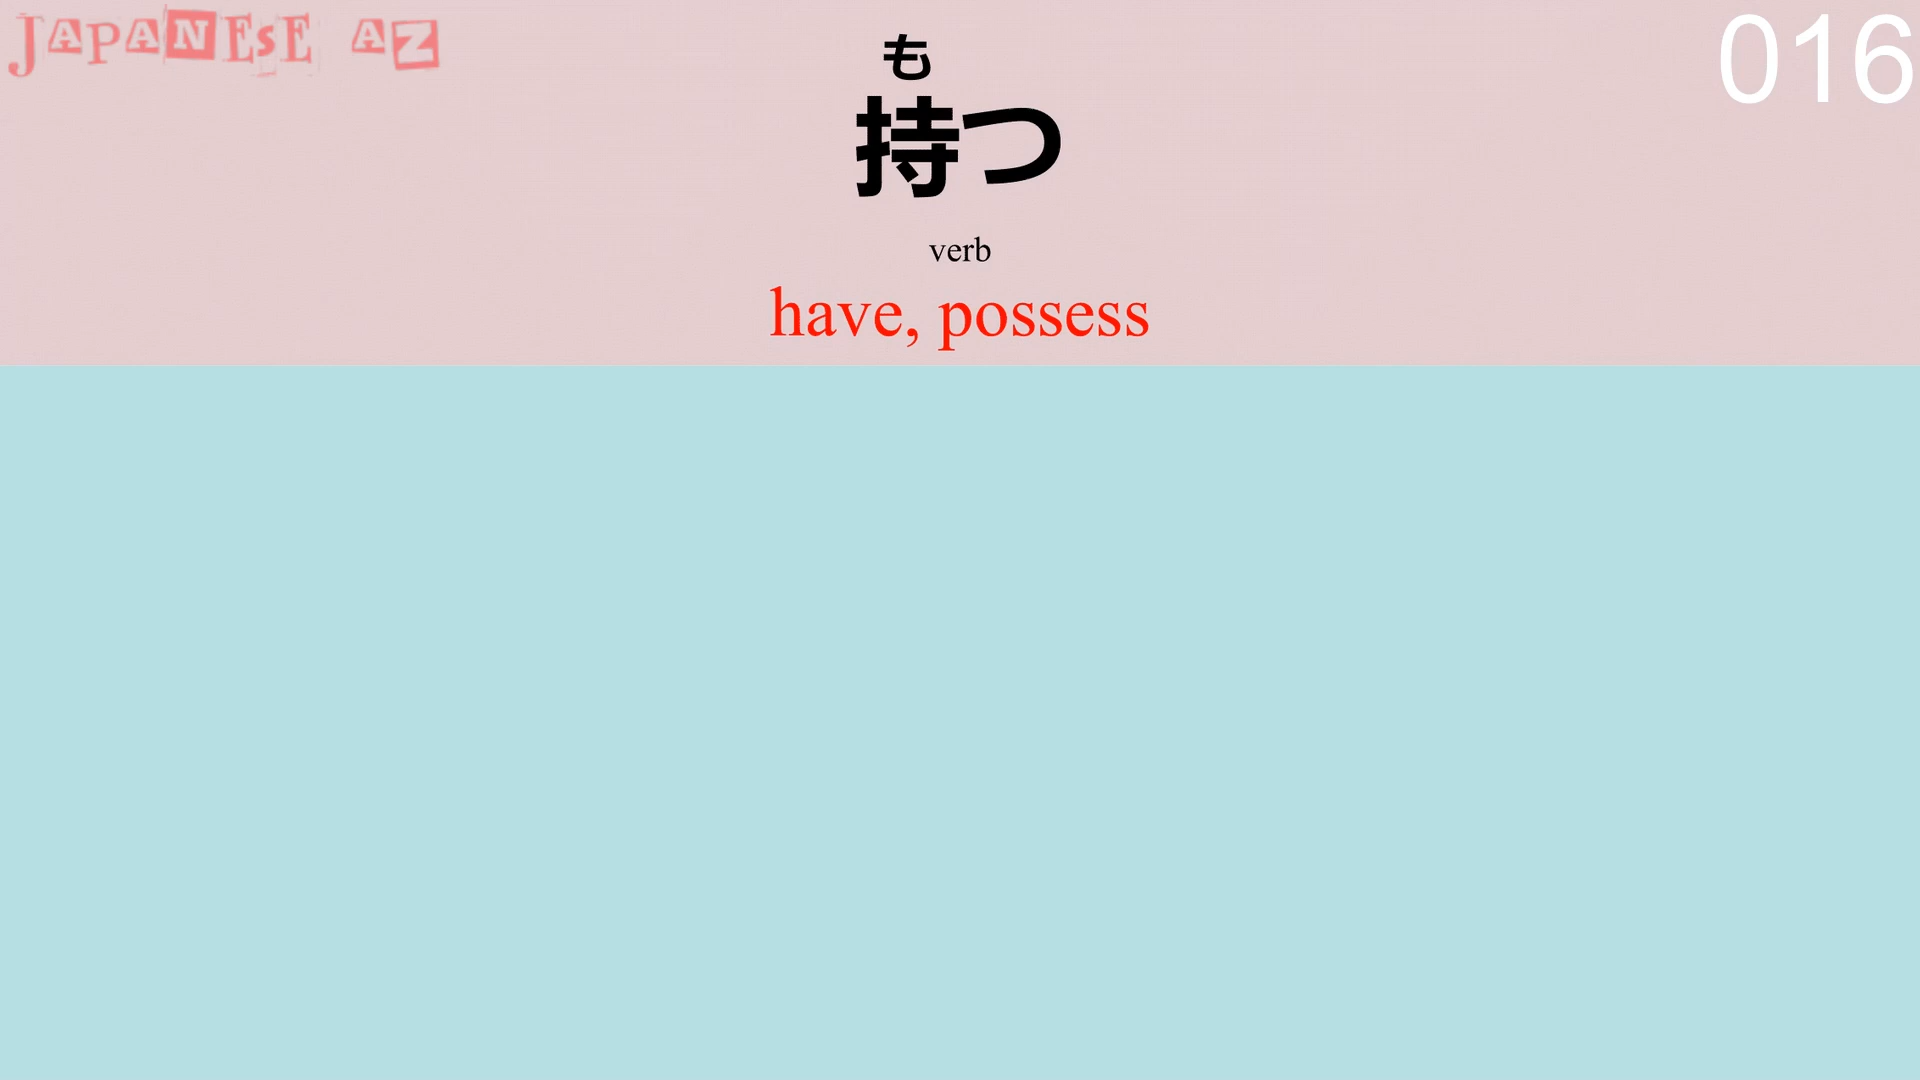 JAPANESE AZ
016
も
持つ
verb
have, possess